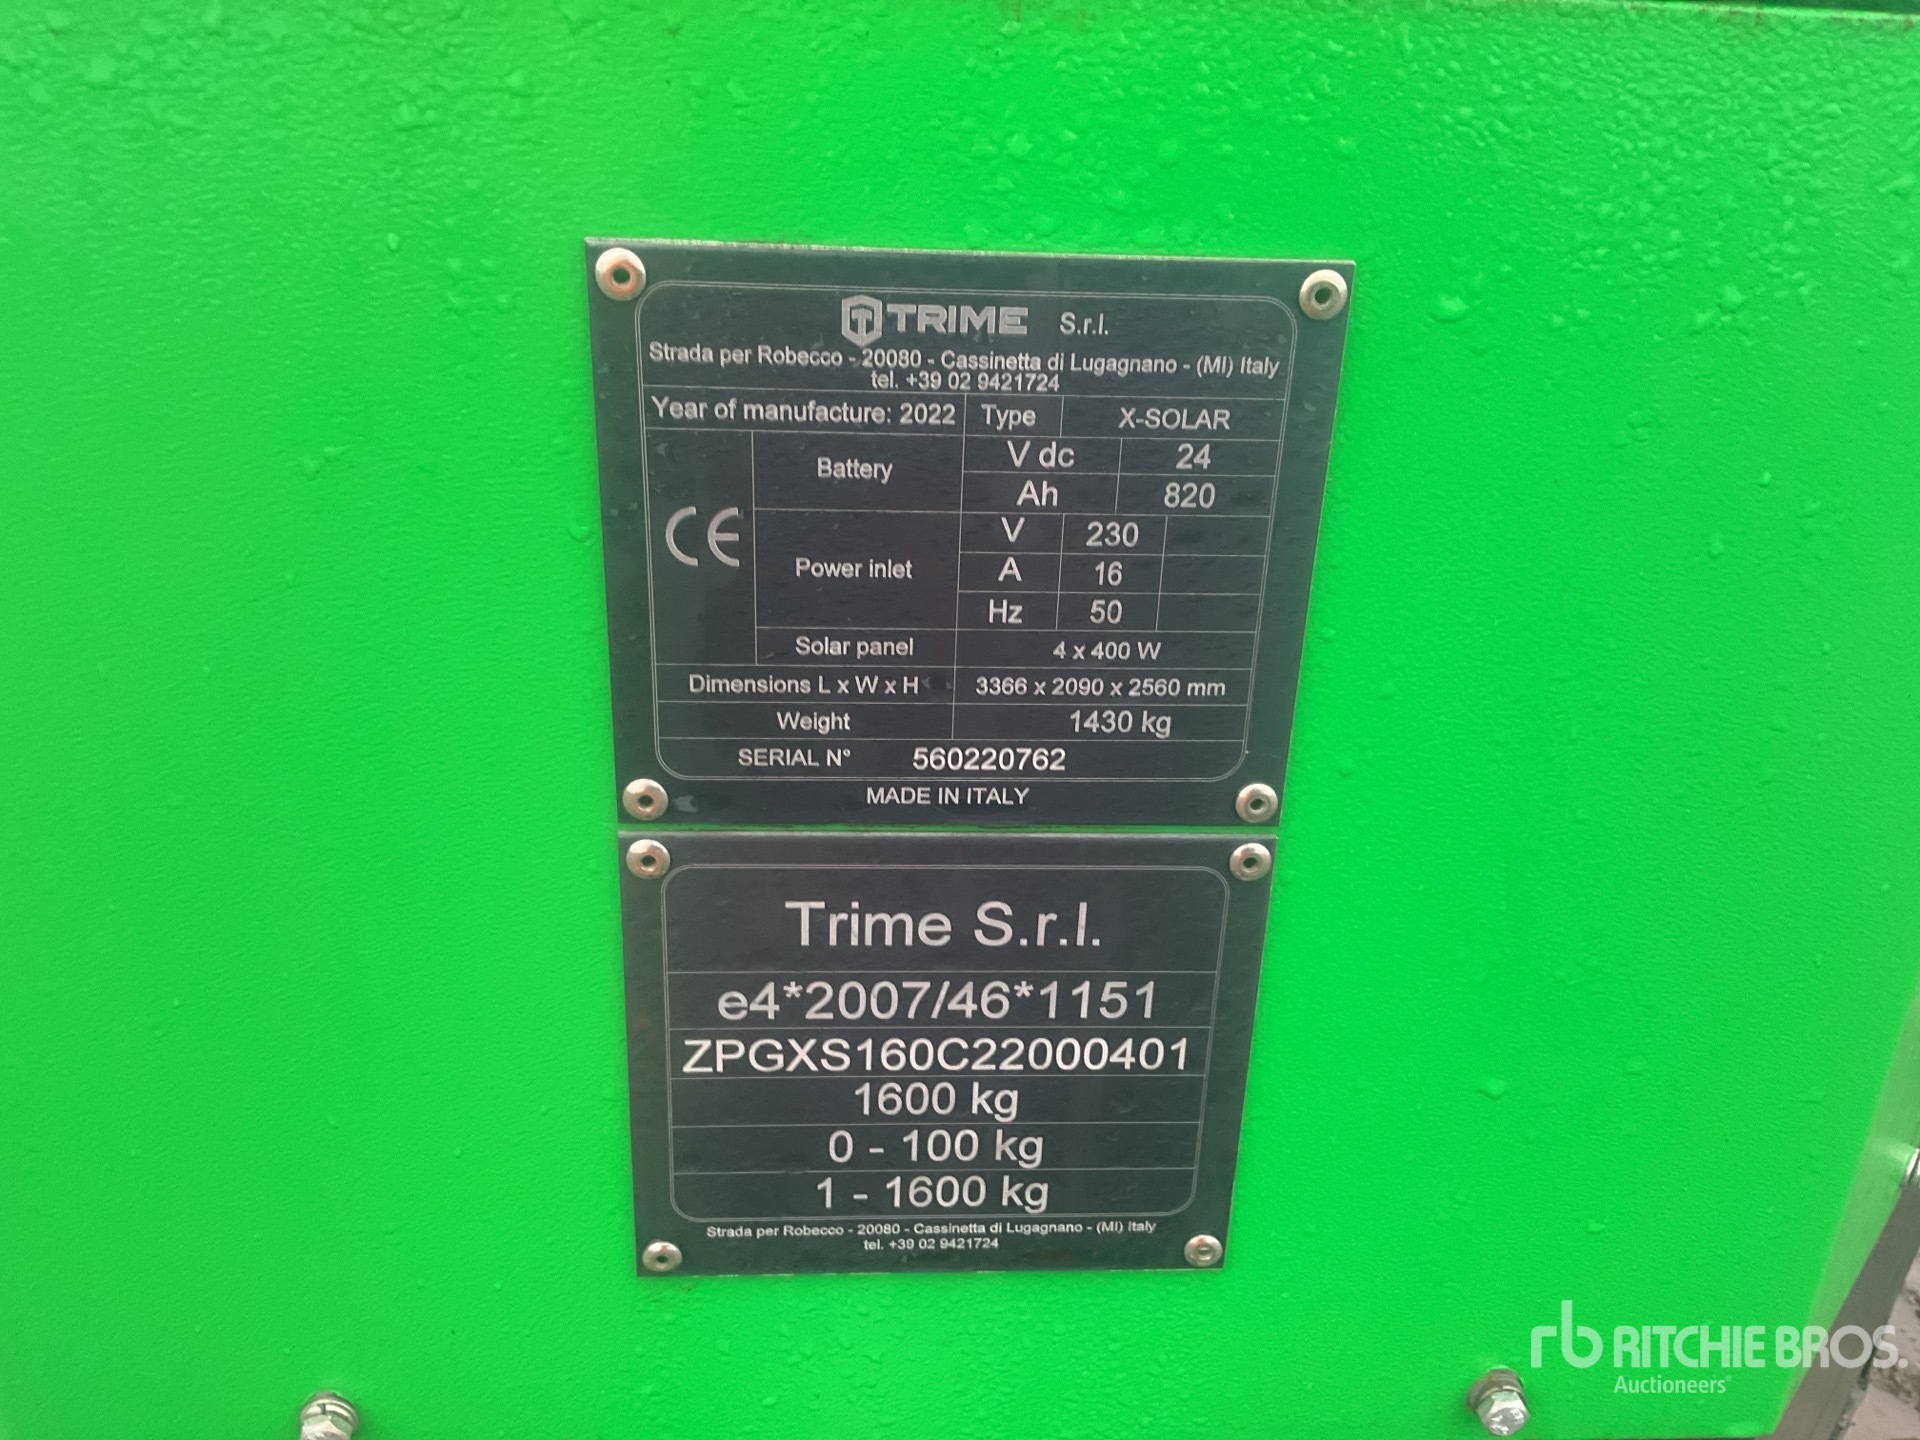 TRIME S.r.l.
Strada per Robecco - 20080 - Cassinetta di Lugagnano - (MI) Italy
tel. +39 02 9421724
Year of manufacture: 2022 Type X-SOLAR
CE
Battery
V dc 24
Ah 820
Power inlet
V 230
A 16
Hz 50
Solar panel 4 x 400 W
Dimensions L x W x H 3366 x 2090 x 2560 mm
Weight 1430 kg
SERIAL N° 560220762
MADE IN ITALY
Trime S.r.l.
e4*2007/46*1151
ZPGXS160C22000401
1600 kg
0 - 100 kg
1 - 1600 kg
Strada per Robecco - 20080 - Cassinetta di Lugagnano - (MI) Italy
tel. +39 02 9421724
rb RITCHIE BROS.
Auctioneers